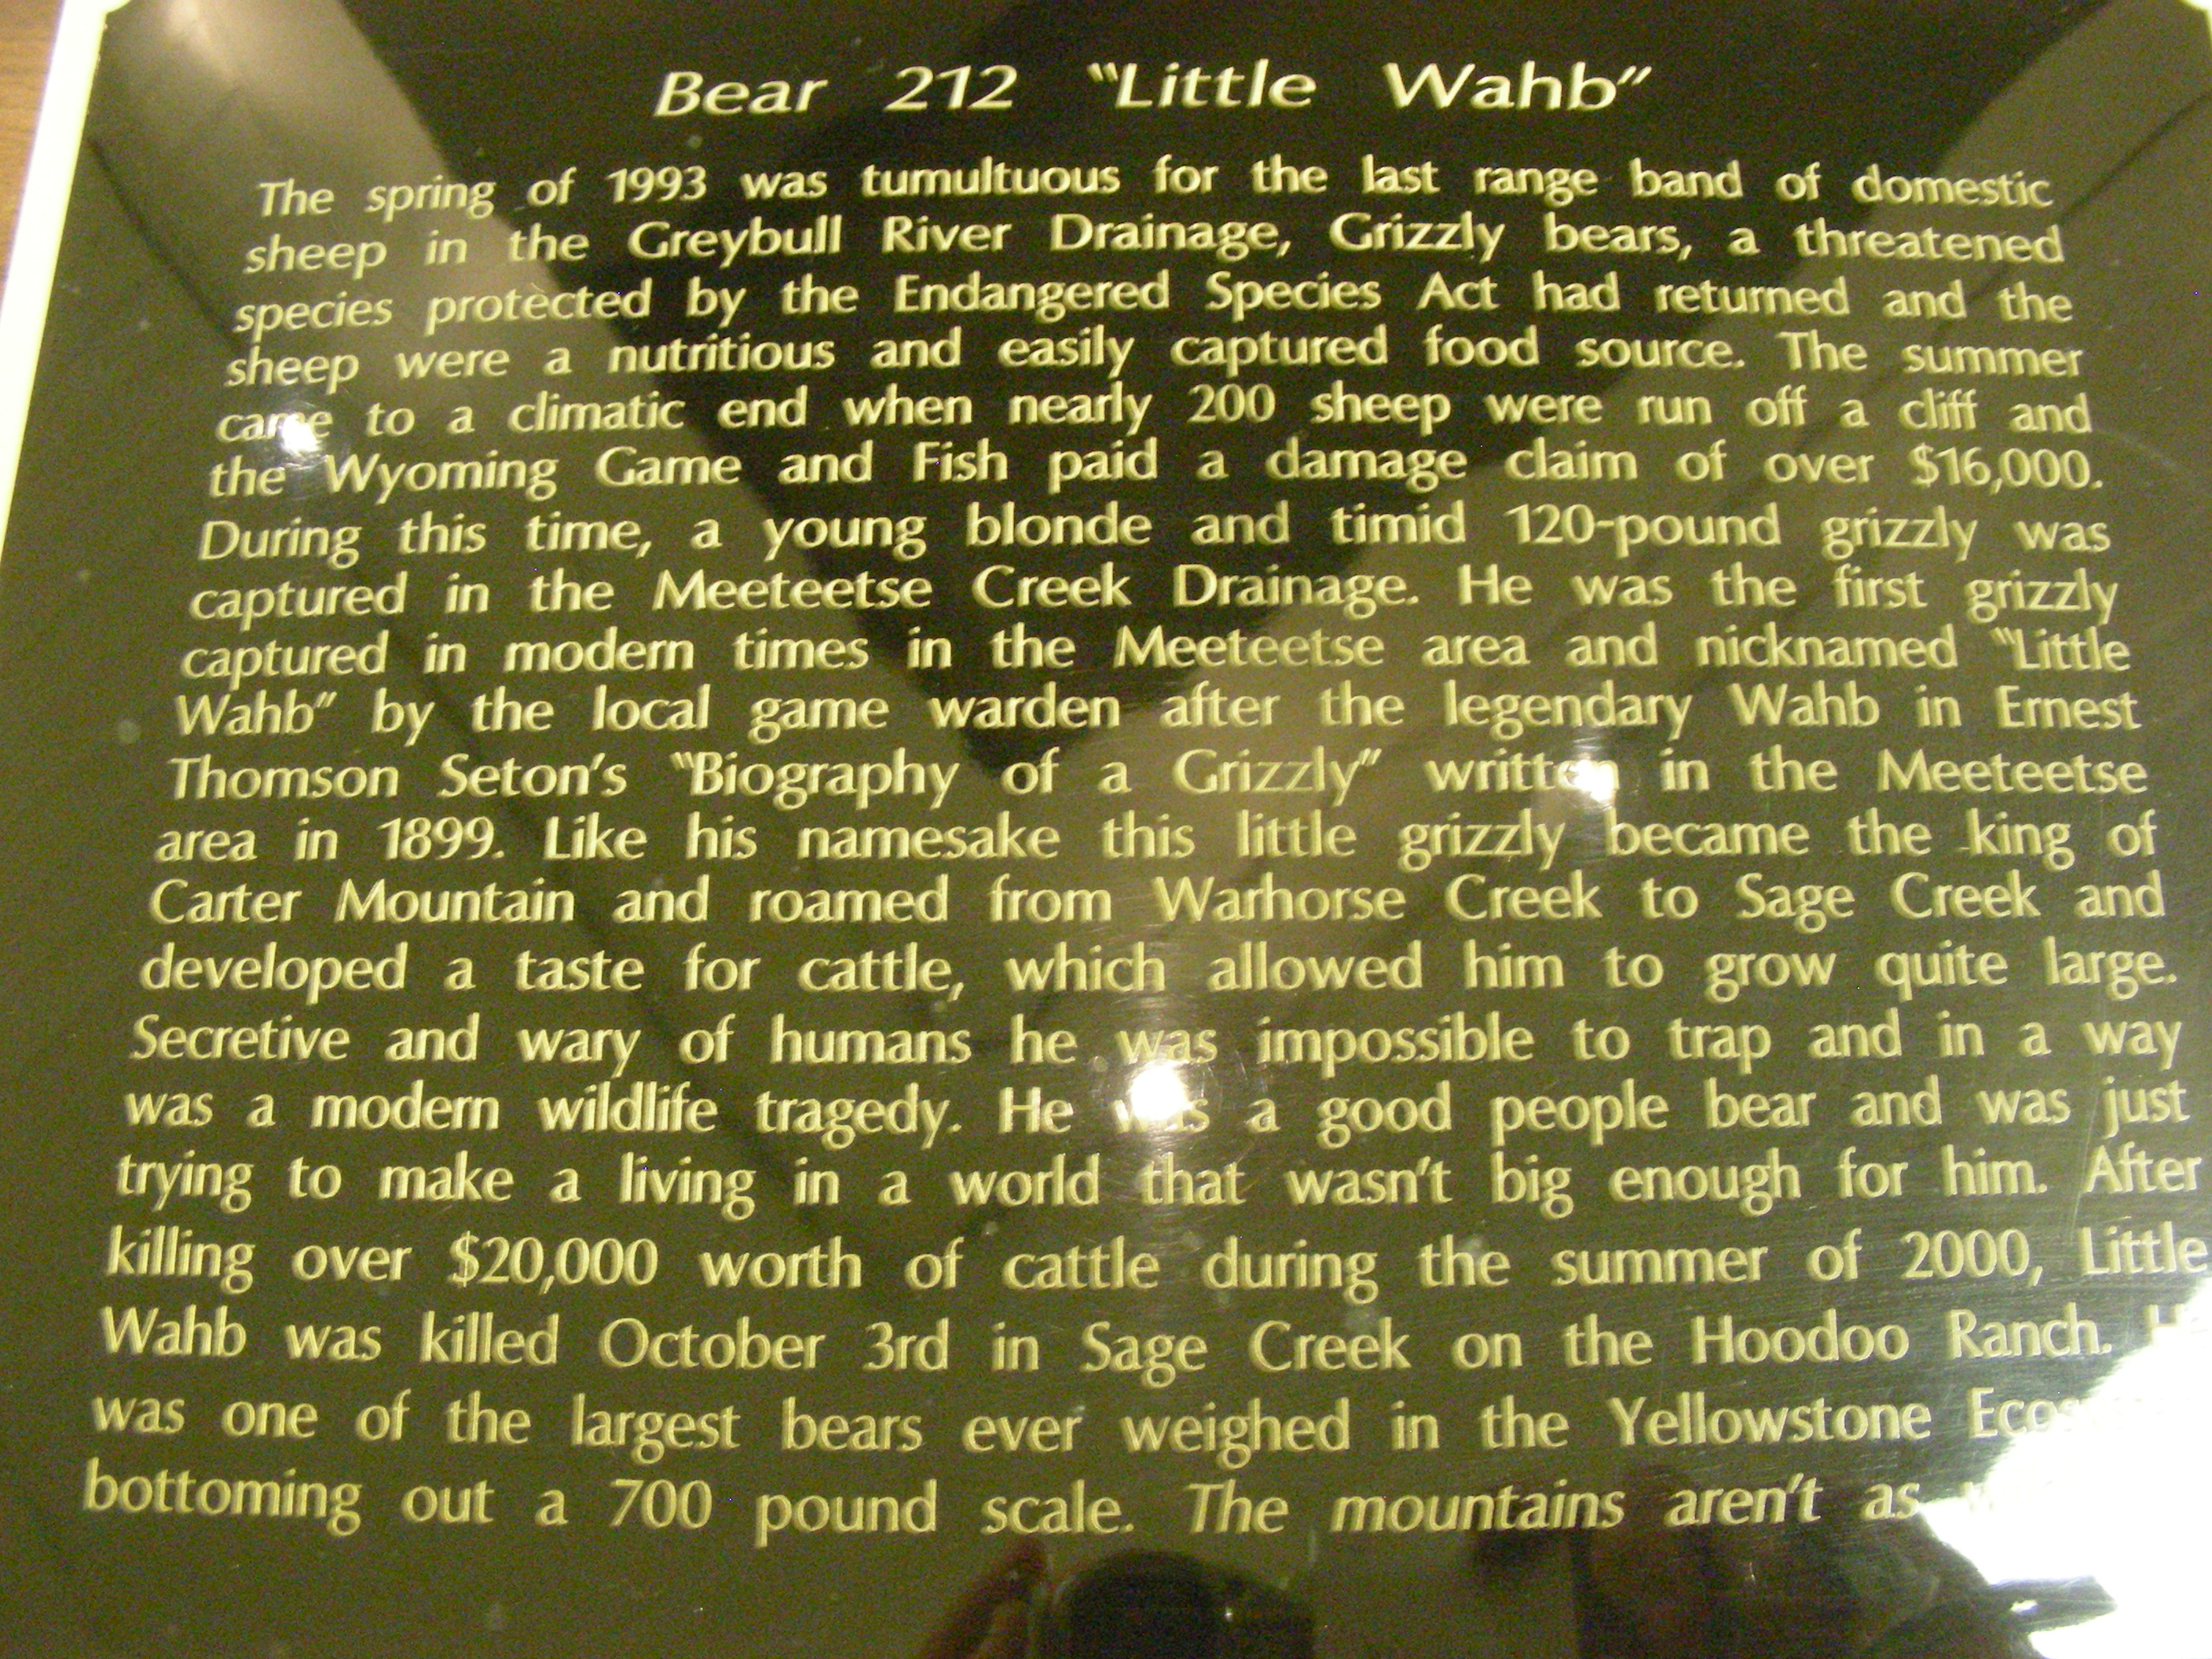 Bear 212 "Little Wahb"
The spring of 1993 was tumultuous for the last range band of domestic
sheep in the Greybull River Drainage, Grizzly bears, a threatened
species protected by the Endangered Species Act had returned and the
sheep were a nutritious and easily captured food source. The summer
came to a climatic end when nearly 200 sheep were run off a cliff and
the Wyoming Game and Fish paid a damage claim of over $16,000.
During this time, a young blonde and timid 120-pound grizzly was
captured in the Meeteetse Creek Drainage. He was the first grizzly
captured in modern times in the Meeteetse area and nicknamed "Little
Wahb" by the local game warden after the legendary Wahb in Ernest
Thomson Seton's "Biography of a Grizzly" written in the Meeteetse
area in 1899. Like his namesake this little grizzly became the king of
Carter Mountain and roamed from Warhorse Creek to Sage Creek and
developed a taste for cattle, which allowed him to grow quite large.
Secretive and wary of humans he was impossible to trap and in a way
was a modern wildlife tragedy. He was a good people bear and was just
trying to make a living in a world that wasn't big enough for him. After
killing over $20,000 worth of cattle during the summer of 2000, Little
Wahb was killed October 3rd in Sage Creek on the Hoodoo Ranch.
was one of the largest bears ever weighed in the Yellowstone
bottoming out a 700 pound scale. The mountains aren't as